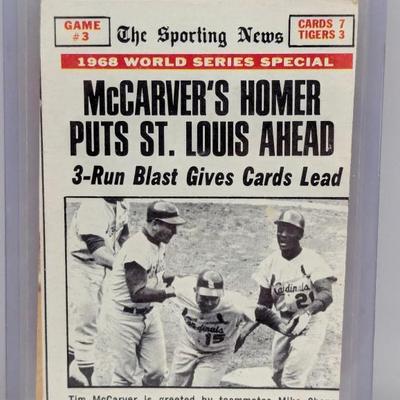 GAME #3
The Sporting News
CARDS 7
TIGERS 3
1968 WORLD SERIES SPECIAL
McCARVER'S HOMER
PUTS ST. LOUIS AHEAD
3-Run Blast Gives Cards Lead
Cardinals
15
Cardinals
21
Tim McCarver is greeted by teammates Mike